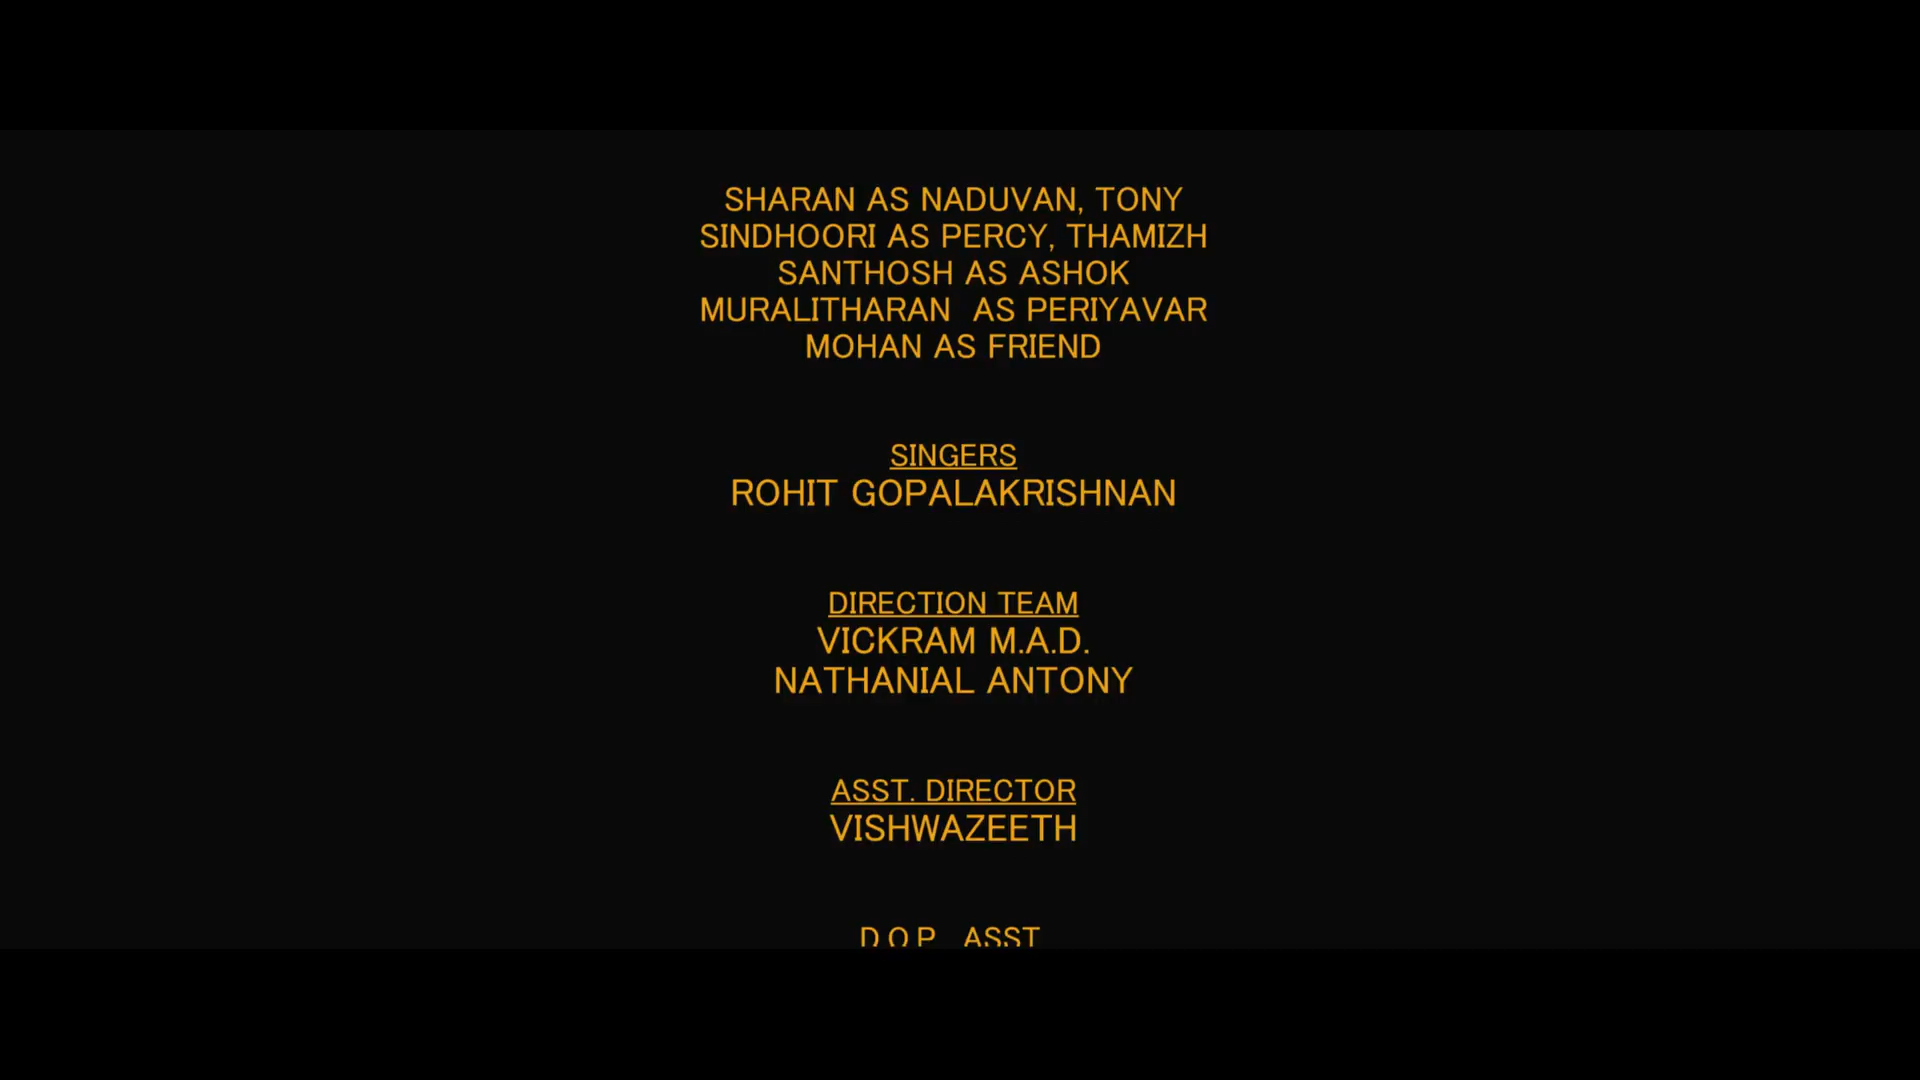 SHARAN AS NADUVAN, TONY
SINDHOORI AS PERCY, THAMIZH
SANTHOSH AS ASHOK
MURALITHARAN  AS PERIYAVAR
MOHAN AS FRIEND
SINGERS
ROHIT GOPALAKRISHNAN
DIRECTION TEAM
VICKRAM M.A.D.
NATHANIAL ANTONY
ASST. DIRECTOR
VISHWAZEETH
D.O.P.  ASST